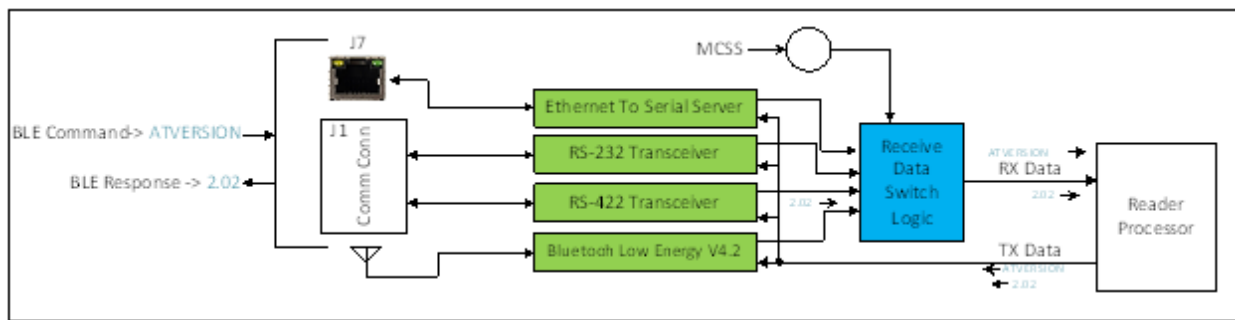 J7
MCSS
Ethernet To Serial Server
BLE Command-> ATVERSION
J1
Comm Conn
RS-232 Transceiver
Receive
Data
Switch
Logic
ATVERSION
RX Data
2.02
BLE Response -> 2.02
RS-422 Transceiver
2.02
Reader
Processor
Bluetooh Low Energy V4.2
TX Data
ATVERSION
2.02